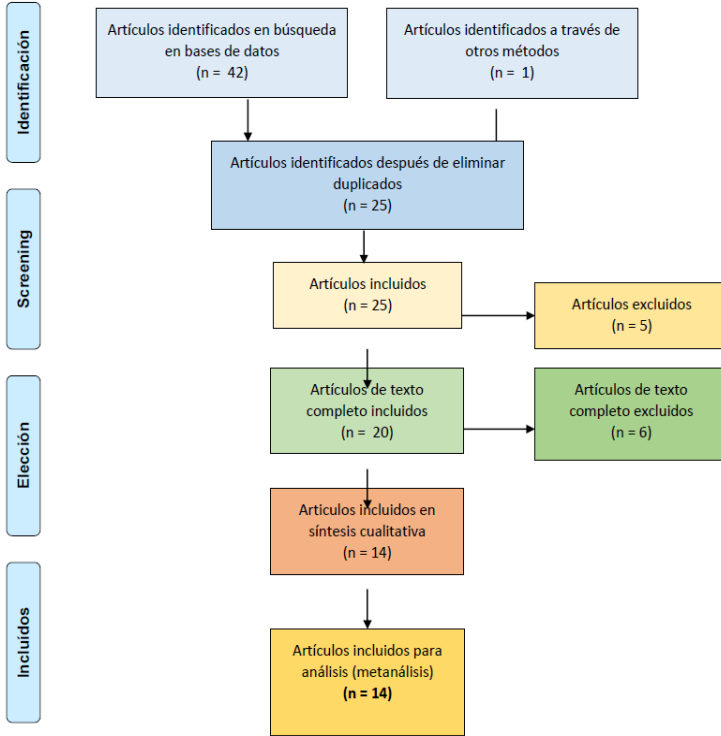 Identificación
Artículos identificados en búsqueda
en bases de datos
(n = 42)
Artículos identificados a través de
otros métodos
(n = 1)
Artículos identificados después de eliminar
duplicados
(n = 25)
Screening
Artículos incluidos
(n = 25)
Artículos excluidos
(n = 5)
Elección
Artículos de texto
completo incluidos
(n = 20)
Artículos de texto
completo excluidos
(n = 6)
Articulos incluidos en
síntesis cualitativa
(n = 14)
Incluídos
Artículos incluidos para
análisis (metanálisis)
(n = 14)